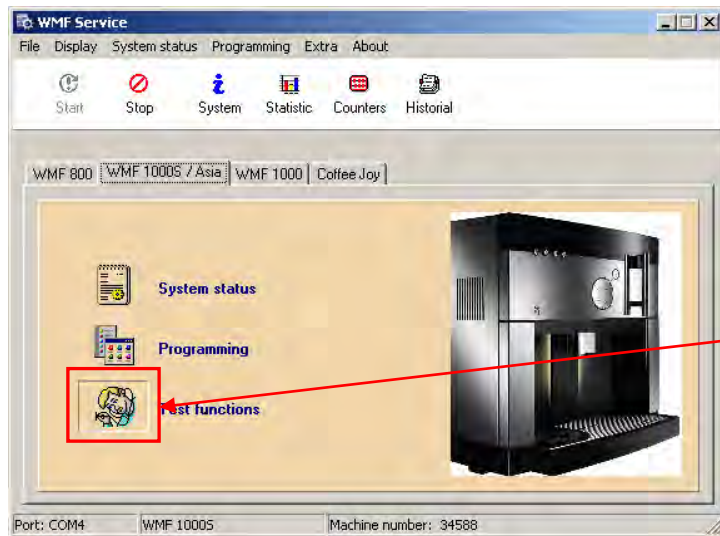 WMF Service
File Display System status Programming Extra About
Start Stop System Statistic Counters Historial
WMF 800 WMF 1000S / Asia WMF 1000 Coffee Joy
System status
Programming
Test functions
Port: COM4 WMF 1000S Machine number: 34588